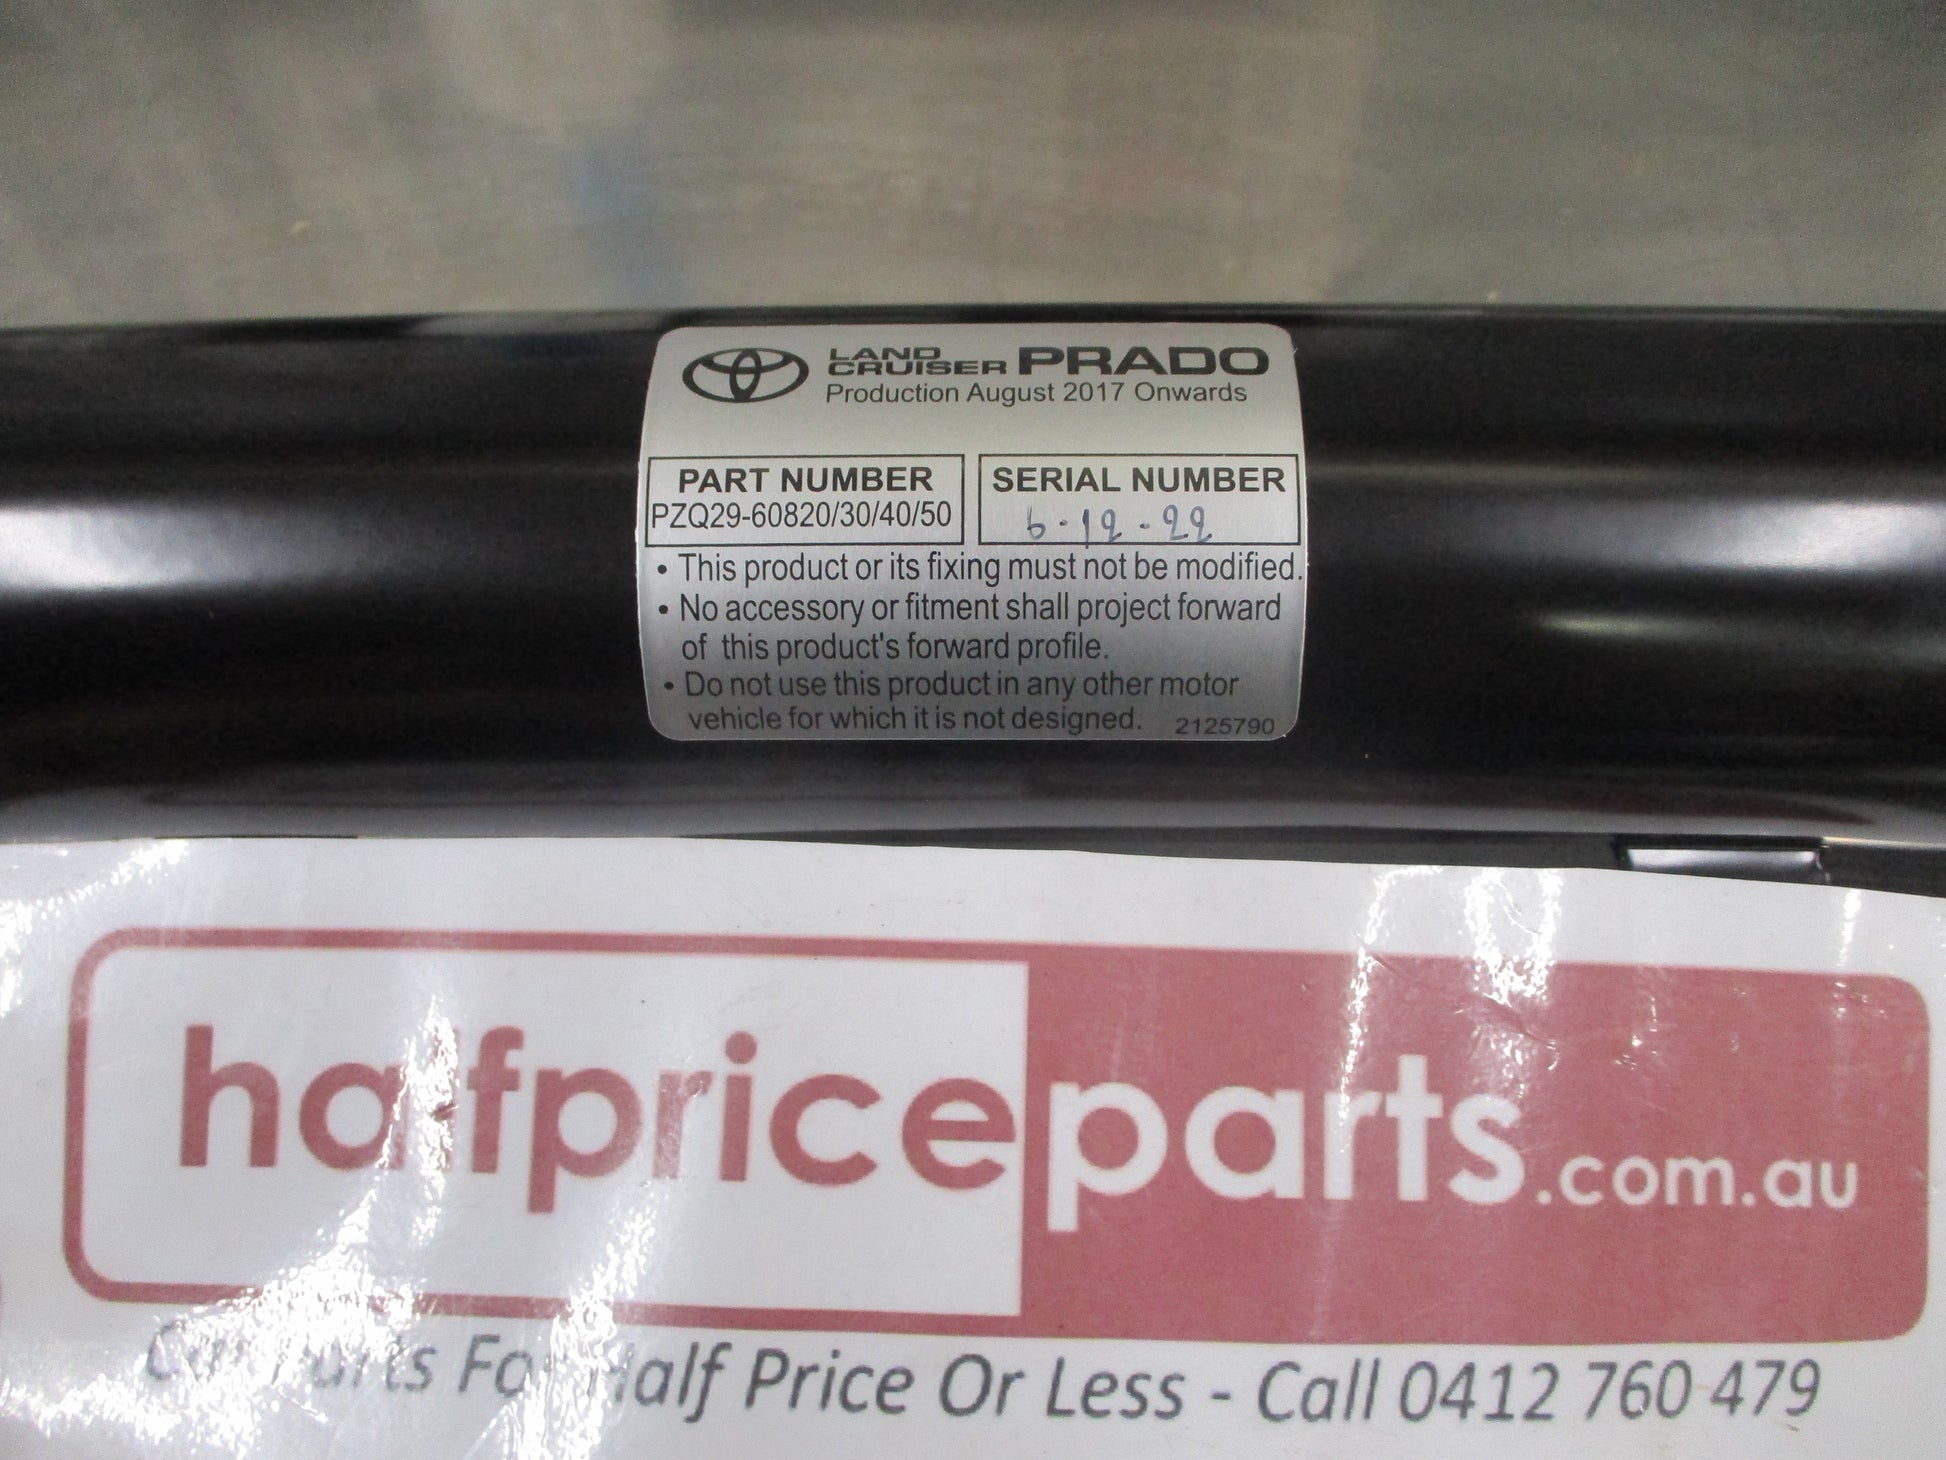 LAND CRUISER PRADO
Production August 2017 Onwards
PART NUMBER
PZQ29-60820/30/40/50
SERIAL NUMBER
6-12-22
• This product or its fixing must not be modified.
• No accessory or fitment shall project forward
of this product's forward profile.
• Do not use this product in any other motor
vehicle for which it is not designed. 2125790
halfpriceparts.com.au
Car Parts For Half Price Or Less - Call 0412 760 479